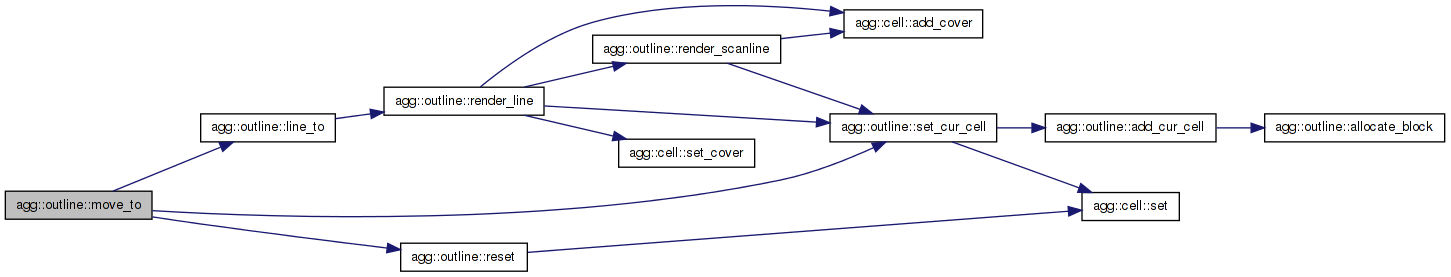 agg::cell::add_cover
agg::outline::render_scanline
agg::outline::render_line
agg::outline::line_to
agg::outline::set_cur_cell
agg::outline::add_cur_cell
agg::outline::allocate_block
agg::cell::set_cover
agg::outline::move_to
agg::cell::set
agg::outline::reset